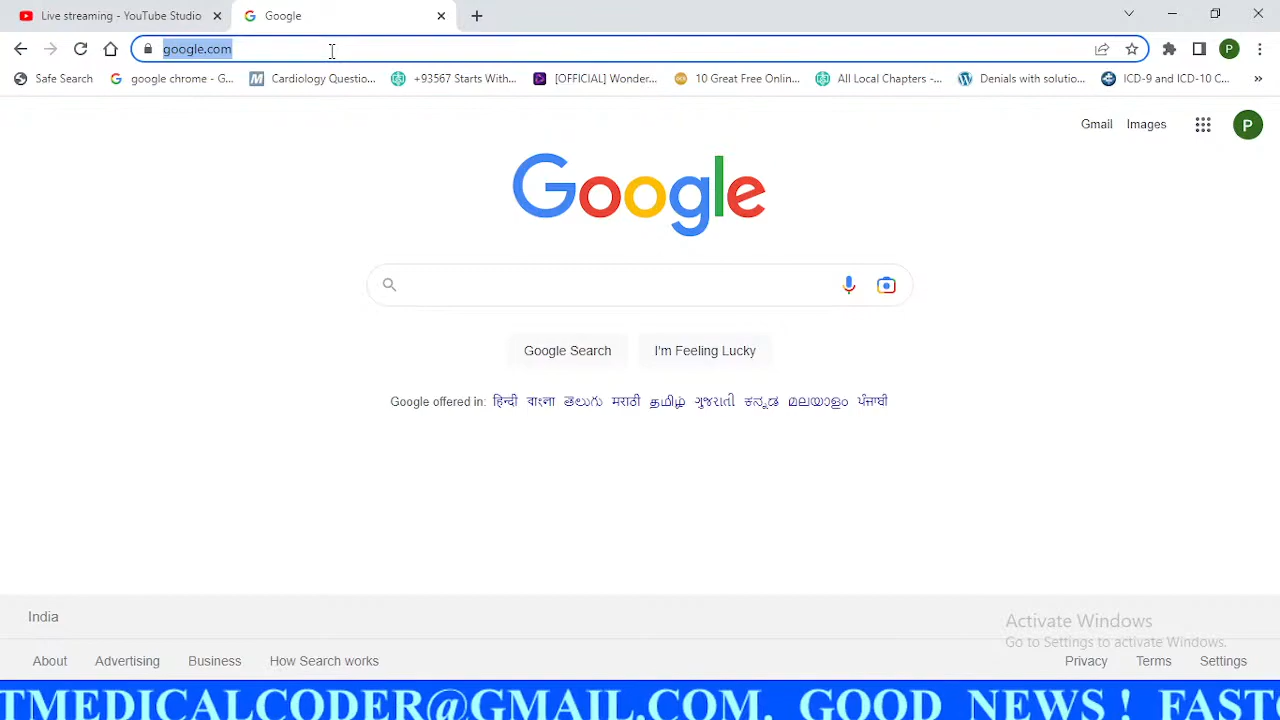 Live streaming - YouTube Studio
Google
google.com
Safe Search
google chrome - G...
Cardiology Questio...
+93567 Starts With...
[OFFICIAL] Wonder...
10 Great Free Onlin...
All Local Chapters -...
Denials with solutio...
ICD-9 and ICD-10 C...
Gmail
Images
P
Google
Google Search
I'm Feeling Lucky
Google offered in: हिन्दी বাংলা తెలుగు मराठी தமிழ் ગુજરાતી ಕನ್ನಡ മലയാളം ਪੰਜਾਬੀ
India
Activate Windows
Go to Settings to activate Windows.
About
Advertising
Business
How Search works
Privacy
Terms
Settings
TMEDICALCODER@GMAIL.COM. GOOD NEWS ! FAST